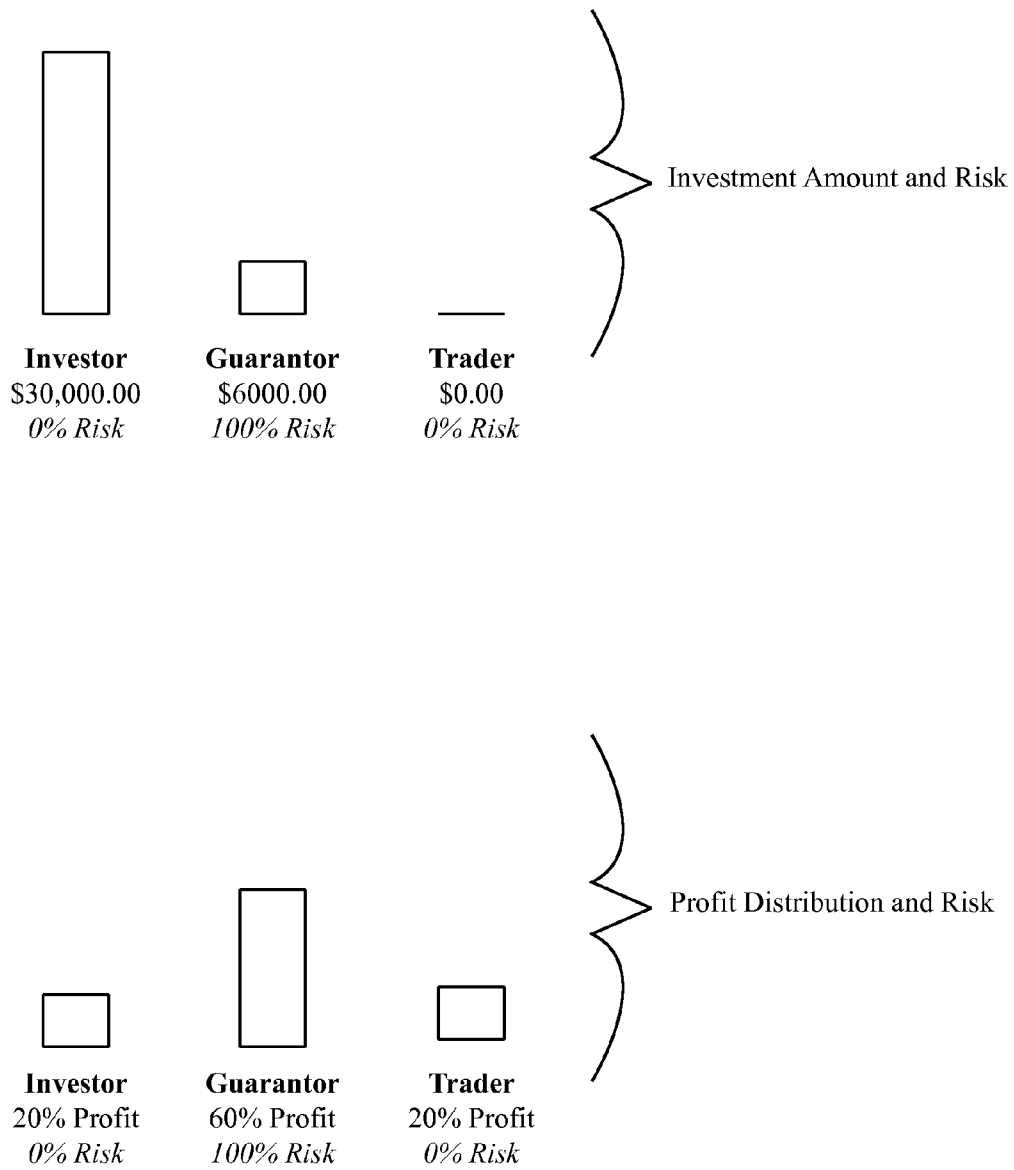 Investment Amount and Risk
Investor Guarantor Trader
$30,000.00 $6000.00 $0.00
0% Risk 100% Risk 0% Risk
Profit Distribution and Risk
Investor Guarantor Trader
20% Profit 60% Profit 20% Profit
0% Risk 100% Risk 0% Risk